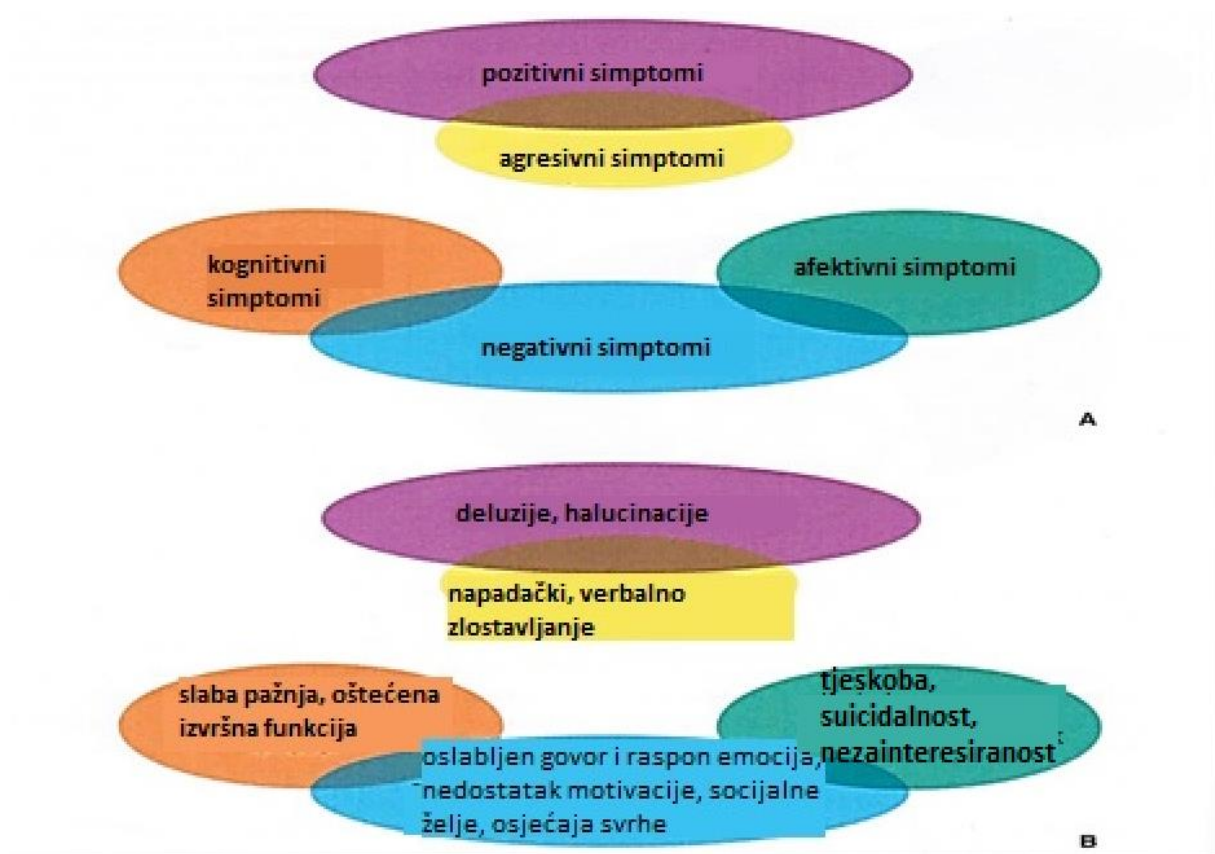 pozitivni simptomi
agresivni simptomi
kognitivni
simptomi
afektivni simptomi
negativni simptomi
A
deluzije, halucinacije
napadački, verbalno
zlostavljanje
slaba pažnja, oštećena
izvršna funkcija
tjeskoba,
suicidalnost,
nezainteresiranost
oslabljen govor i raspon emocija,
nedostatak motivacije, socijalne
želje, osjećaja svrhe
B